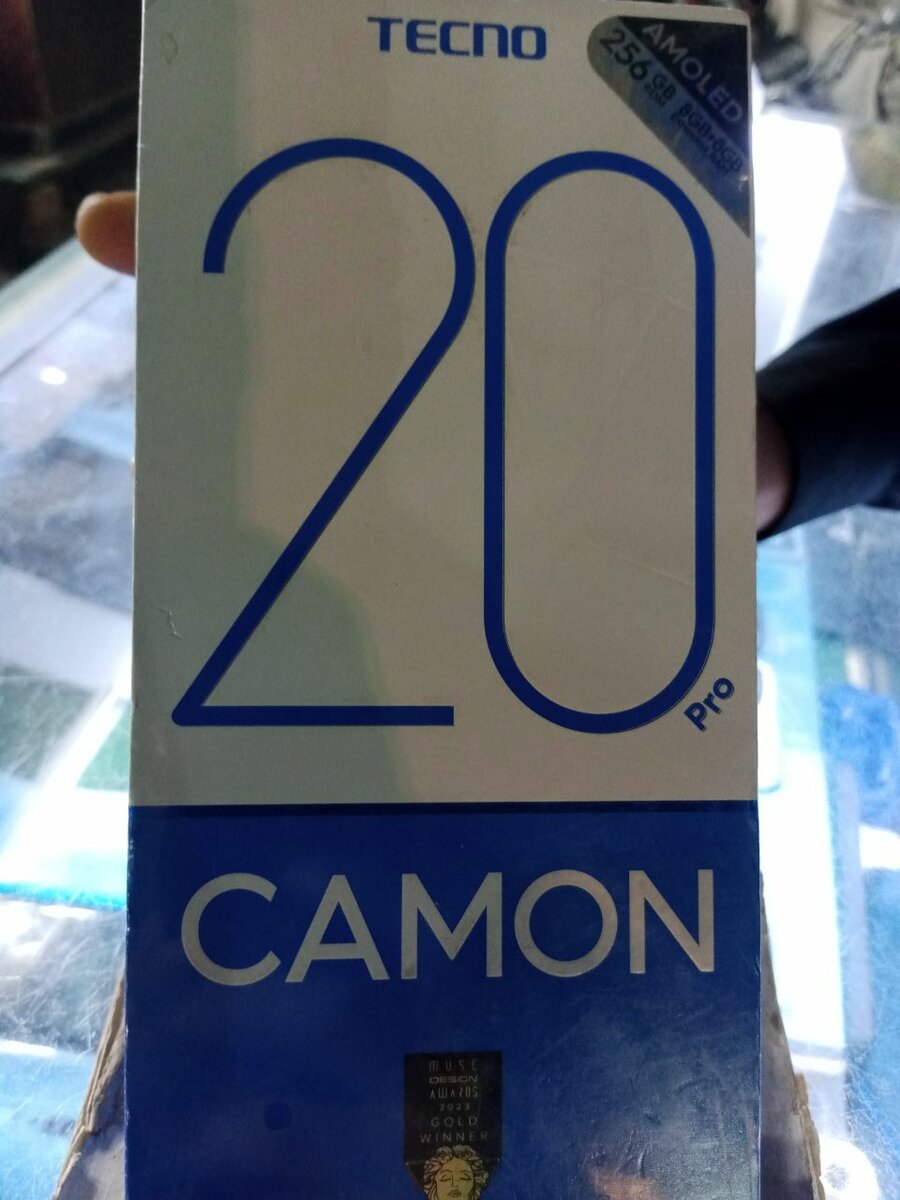 TECNO
AMOLED
256GB
8GB+8GB
20
Pro
CAMON
MUSE
DESIGN
AWARDS
2023
GOLD
WINNER